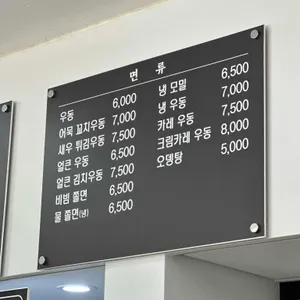 면 류
우동 6,000
어묵 꼬치우동 7,000
새우 튀김우동 7,500
얼큰 우동 6,500
얼큰 김치우동 7,500
비빔 쫄면 6,500
물 쫄면(냉) 6,500
냉 모밀 6,500
냉 우동 7,000
카레 우동 7,500
크림카레 우동 8,000
오뎅탕 5,000